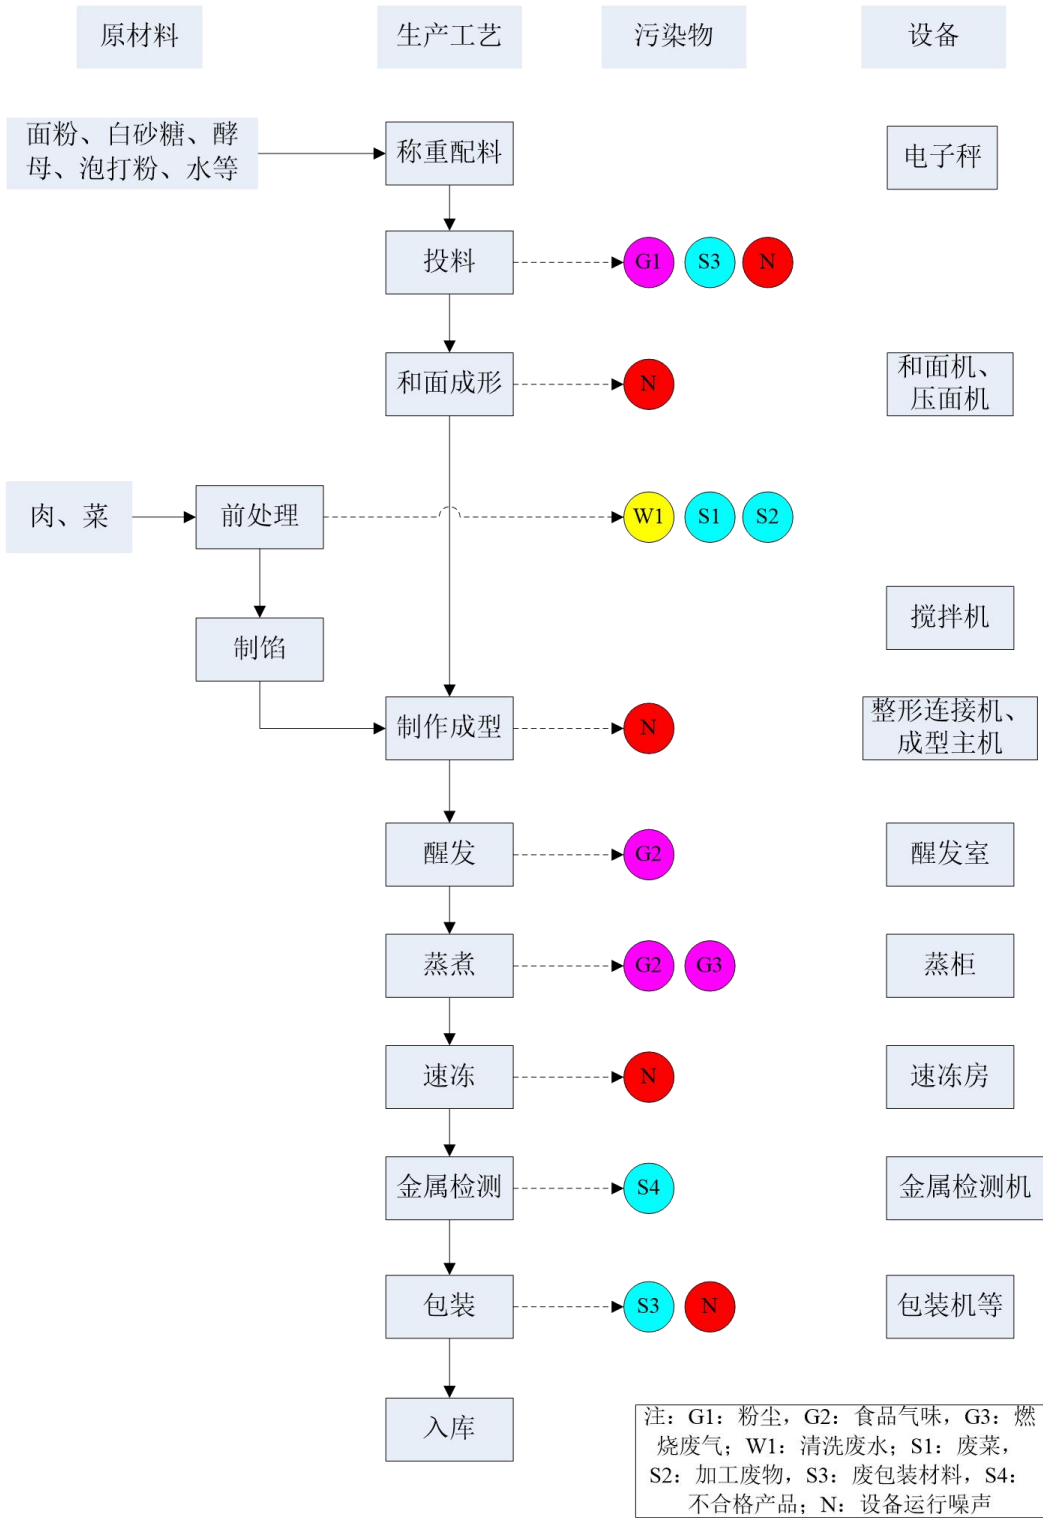 原材料
生产工艺
污染物
设备
面粉、白砂糖、酵
母、泡打粉、水等
称重配料
电子秤
投料
G1
S3
N
和面成形
N
和面机、
压面机
肉、菜
前处理
W1
S1
S2
搅拌机
制馅
制作成型
N
整形连接机、
成型主机
醒发
G2
醒发室
蒸煮
G2
G3
蒸柜
速冻
N
速冻房
金属检测
S4
金属检测机
包装
S3
N
包装机等
入库
注：G1：粉尘，G2：食品气味，G3：燃
烧废气；W1：清洗废水；S1：废菜，
S2：加工废物，S3：废包装材料，S4：
不合格产品；N：设备运行噪声